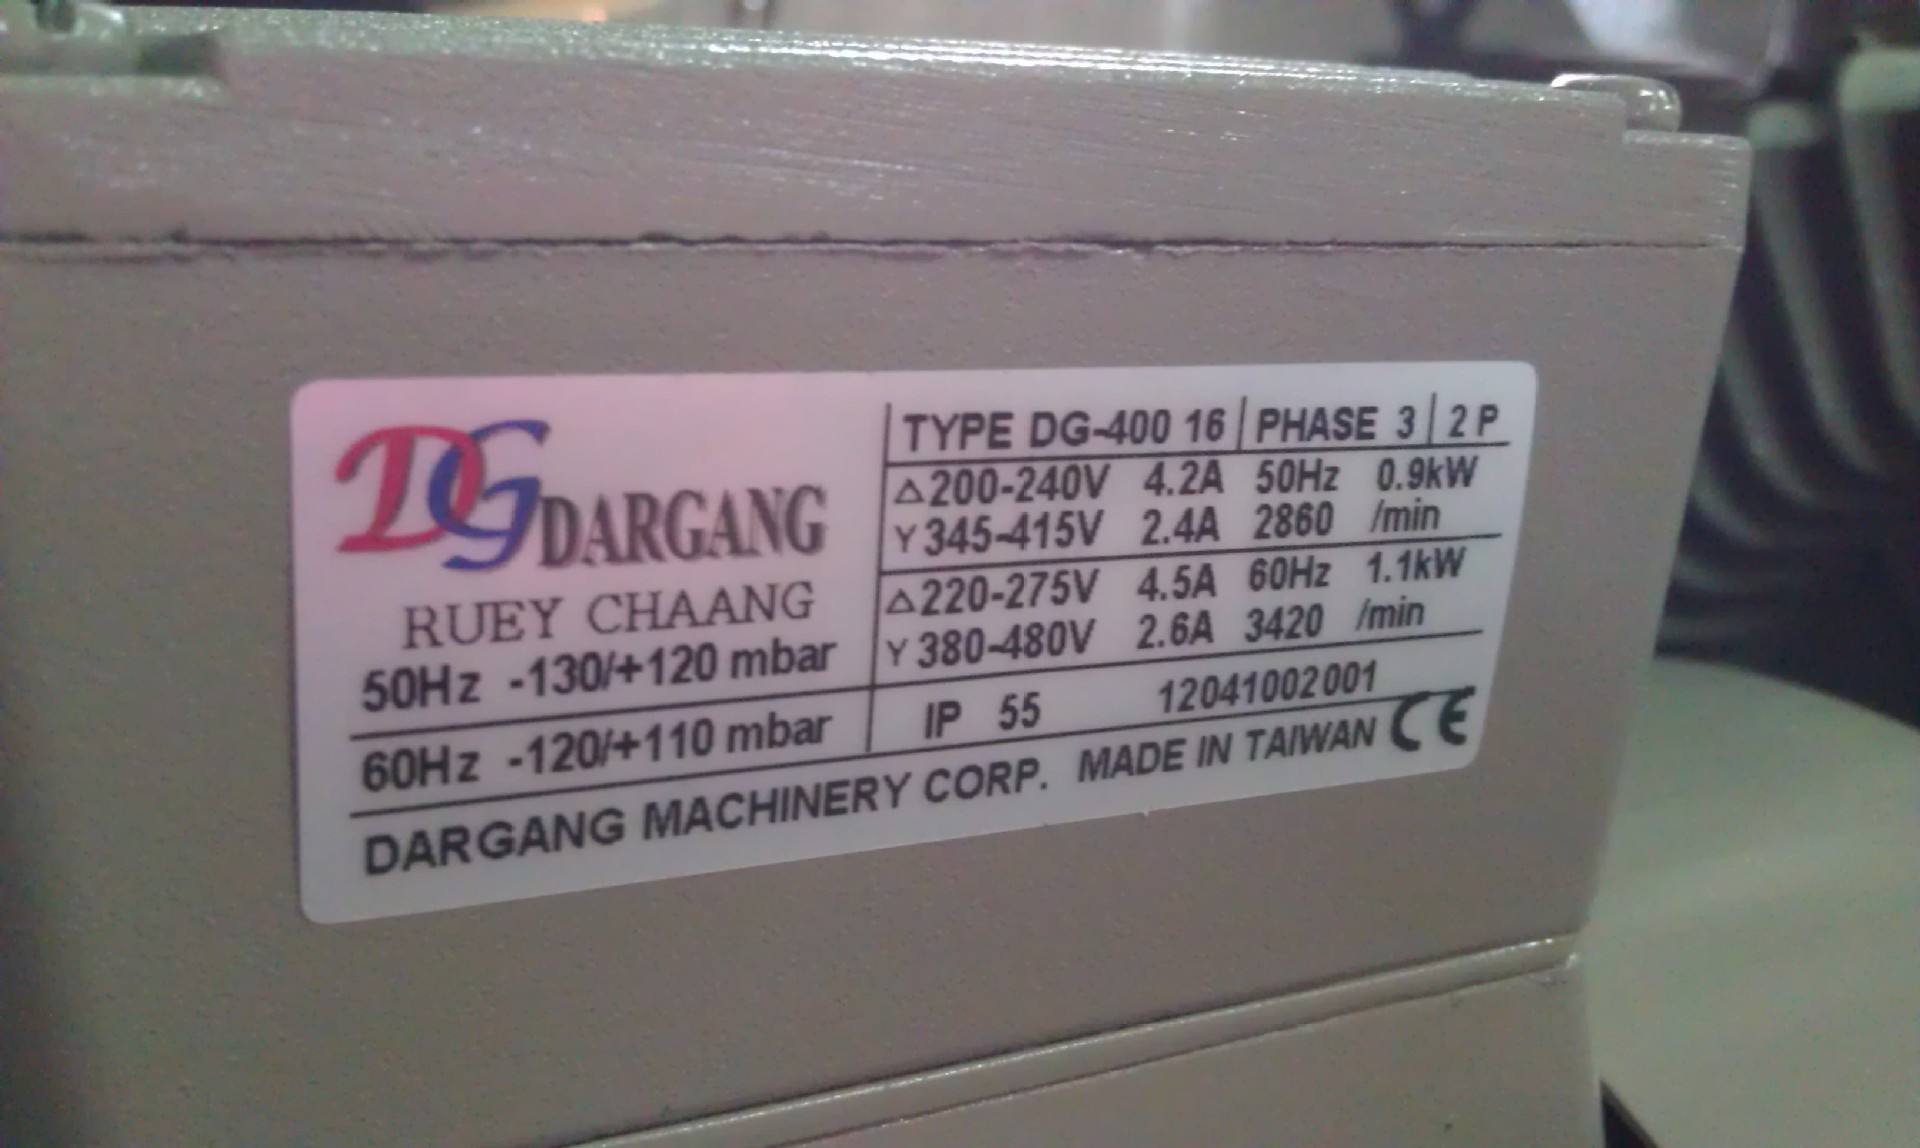 DG DARGANG
RUEY CHAANG
50Hz -130/+120 mbar
60Hz -120/+110 mbar
TYPE DG-400 16 PHASE 3 2 P
△ 200-240V 4.2A 50Hz 0.9kW
Y 345-415V 2.4A 2860 /min
△ 220-275V 4.5A 60Hz 1.1kW
Y 380-480V 2.6A 3420 /min
IP 55 12041002001
DARGANG MACHINERY CORP. MADE IN TAIWAN CE